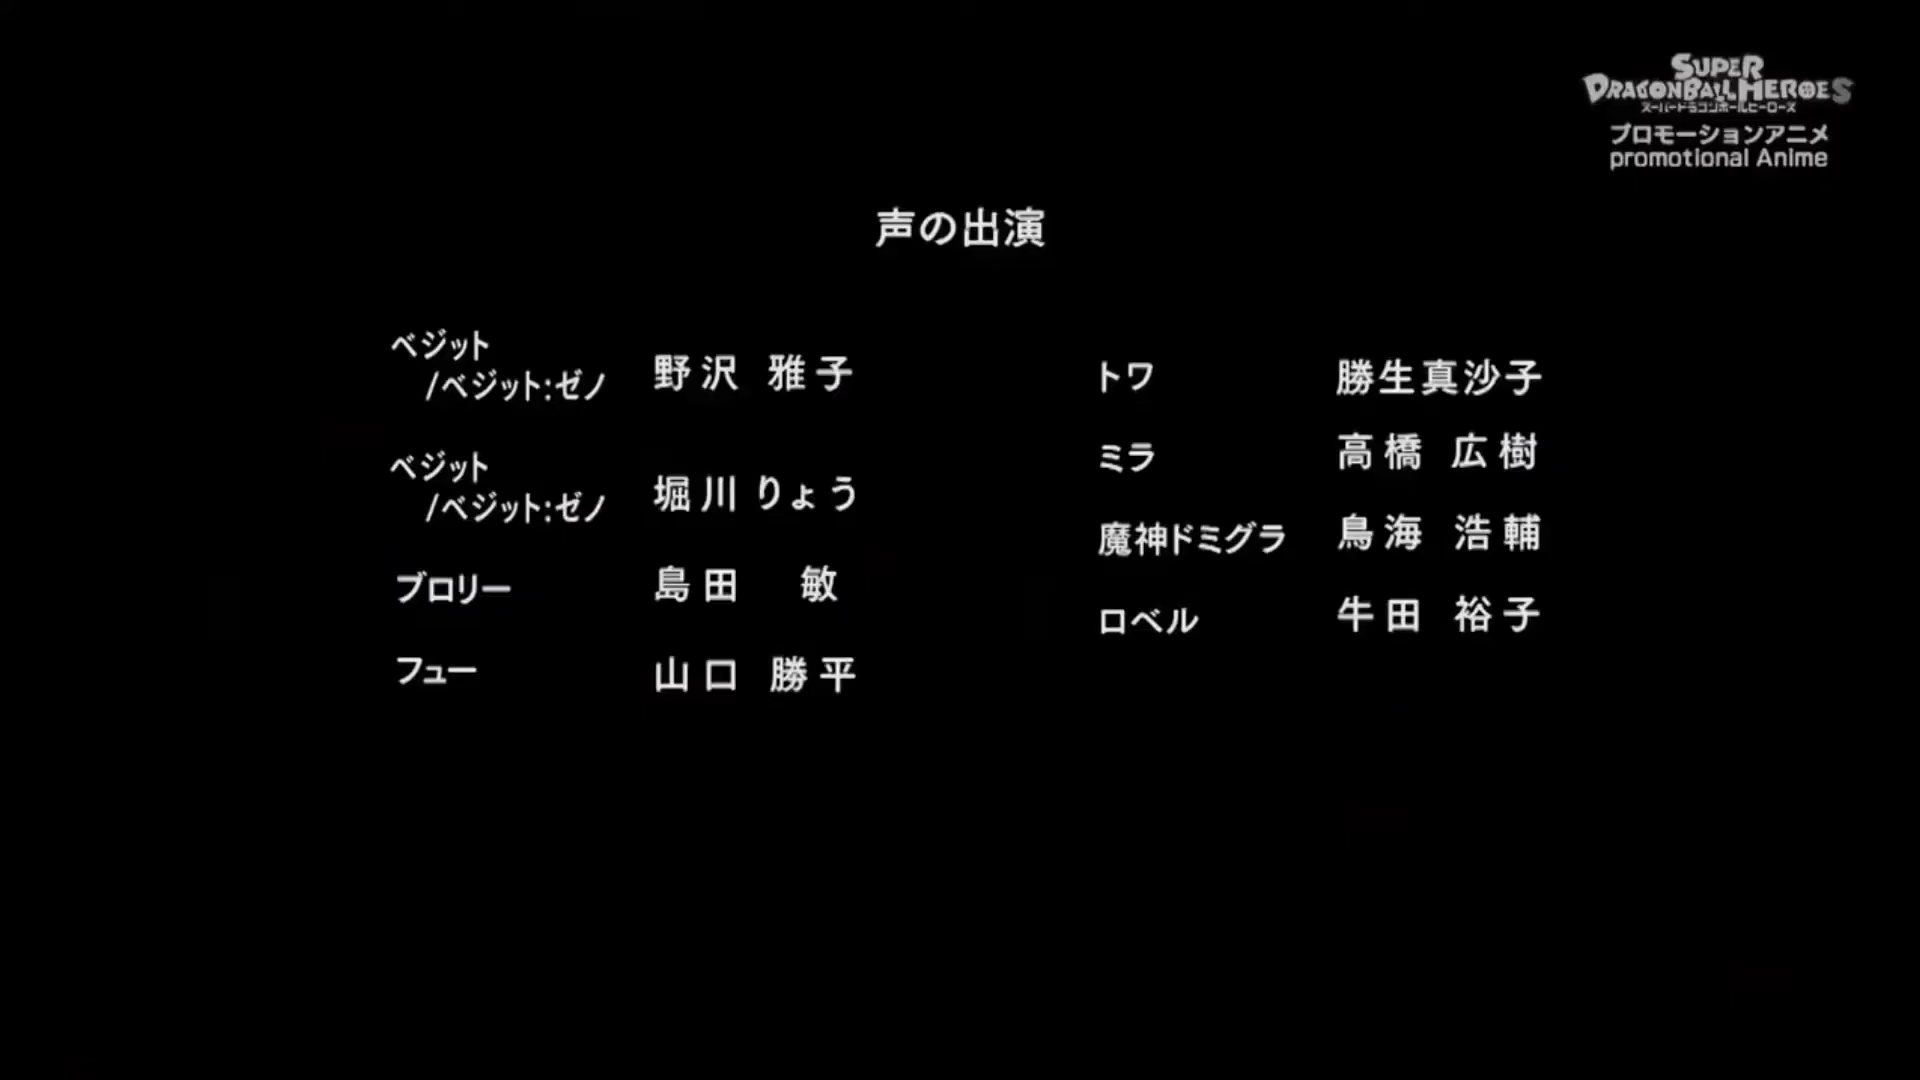 SUPER
DRAGONBALL HEROES
スーパードラゴンボールヒーローズ
プロモーションアニメ
promotional Anime
声の出演
ベジット
/ベジット:ゼノ 野沢 雅子
ベジット
/ベジット:ゼノ 堀川りょう
ブロリー 島田 敏
フュー 山口 勝平
トワ 勝生真沙子
ミラ 高橋 広樹
魔神ドミグラ 鳥海 浩輔
ロベル 牛田 裕子